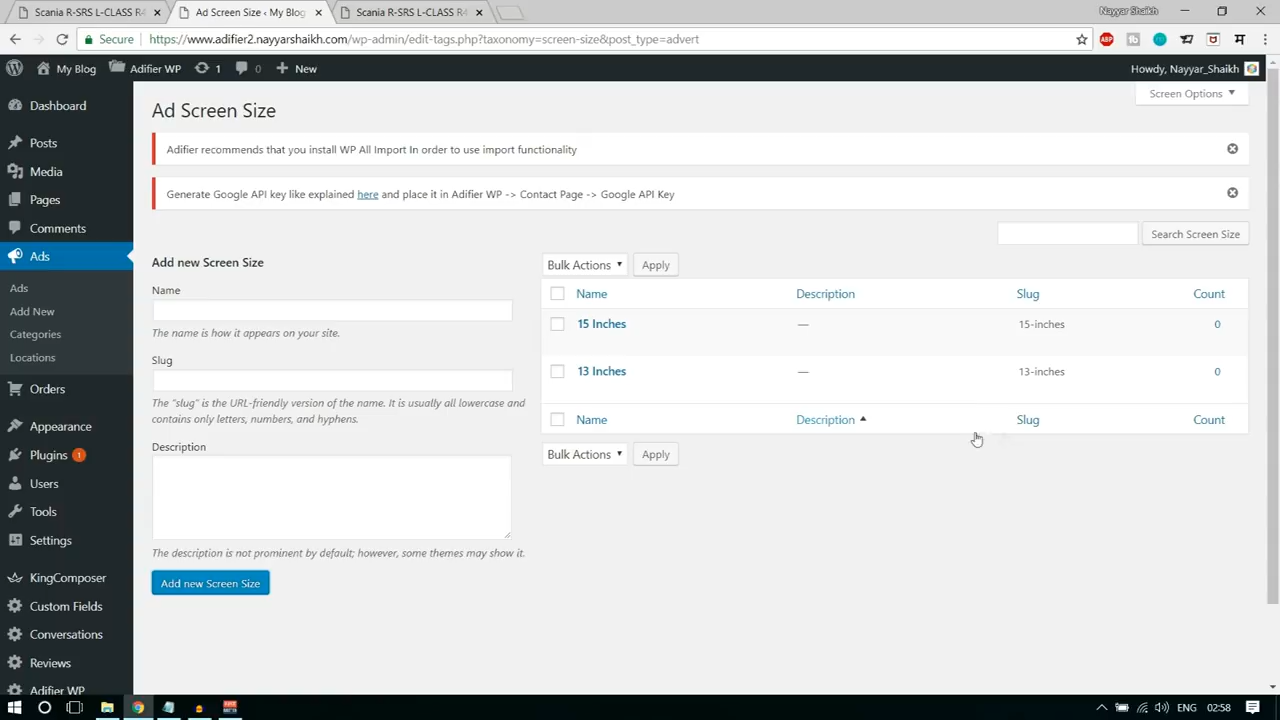 Scania R-SRS L-CLASS R4
Ad Screen Size ‹ My Blog
Scania R-SRS L-CLASS R4
Nayyar Shaikh
Secure
https://www.adifier2.nayyarshaikh.com/wp-admin/edit-tags.php?taxonomy=screen-size&post_type=advert
ABP
My Blog
Adifier WP
1
0
New
Howdy, Nayyar_Shaikh
Dashboard
Posts
Media
Pages
Comments
Ads
Ads
Add New
Categories
Locations
Orders
Appearance
Plugins 1
Users
Tools
Settings
KingComposer
Custom Fields
Conversations
Reviews
Adifier WP
Screen Options
Ad Screen Size
Adifier recommends that you install WP All Import In order to use import functionality
Generate Google API key like explained here and place it in Adifier WP -> Contact Page -> Google API Key
Search Screen Size
Add new Screen Size
Name
The name is how it appears on your site.
Slug
The "slug" is the URL-friendly version of the name. It is usually all lowercase and
contains only letters, numbers, and hyphens.
Description
The description is not prominent by default; however, some themes may show it.
Add new Screen Size
Bulk Actions Apply
Name Description Slug Count
15 Inches — 15-inches 0
13 Inches — 13-inches 0
Name Description Slug Count
Bulk Actions Apply
ENG 02:58